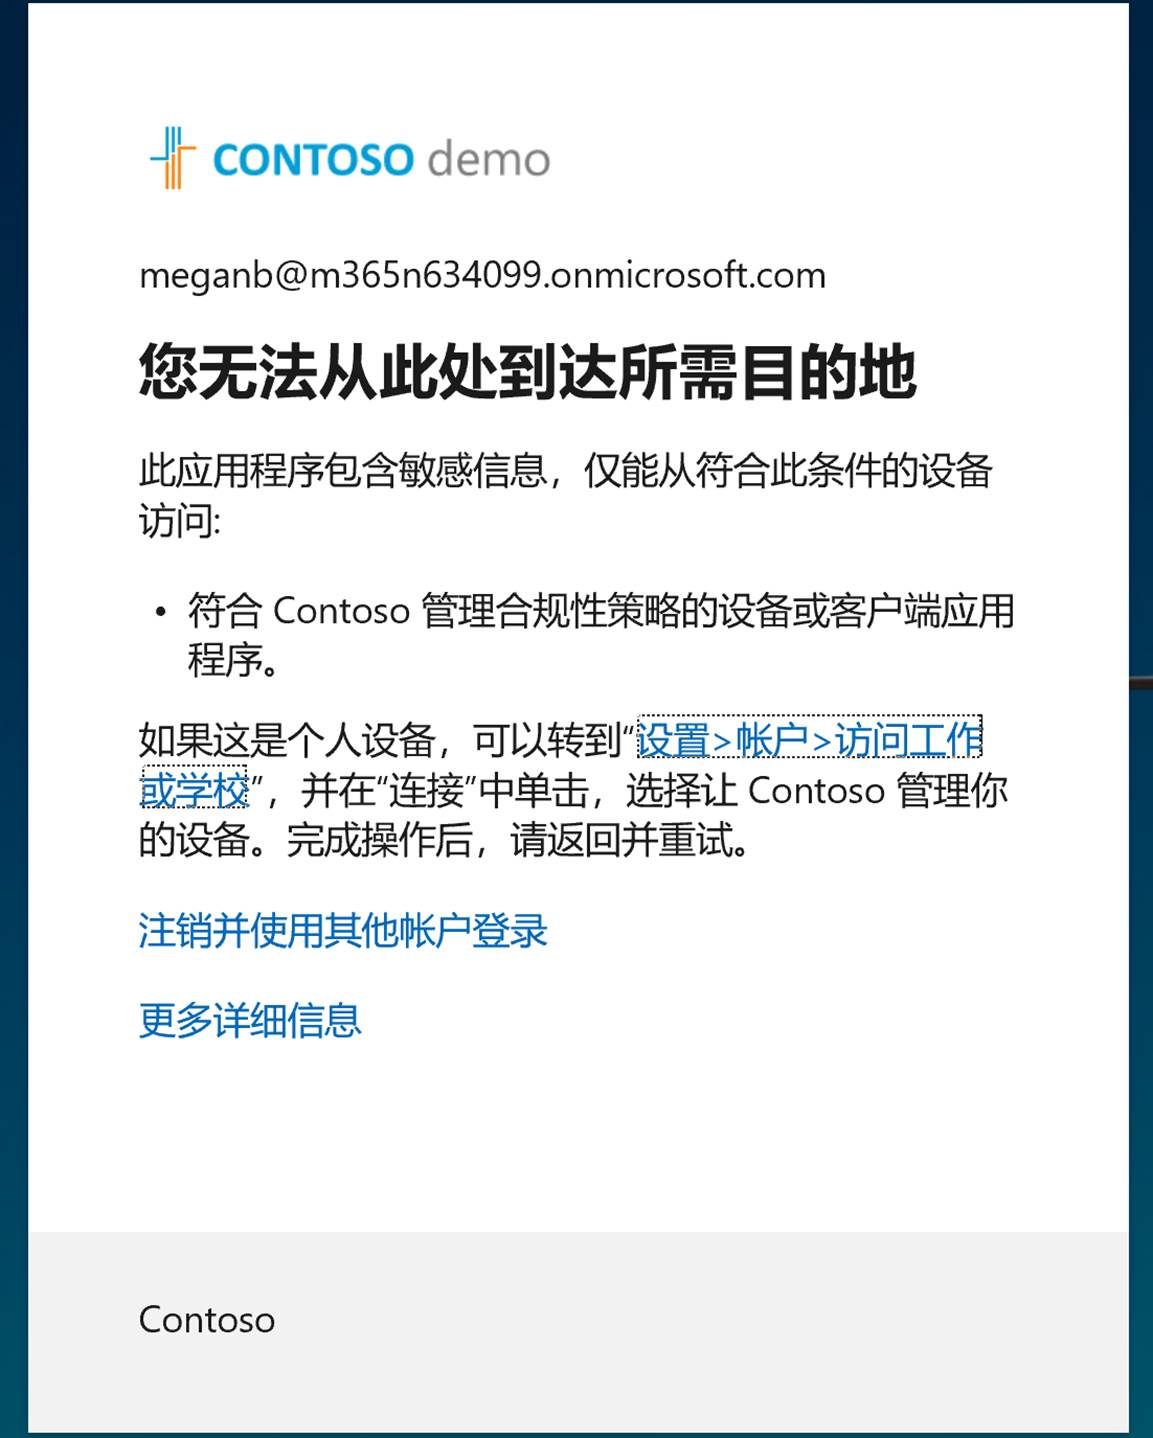 CONTOSO demo
meganb@m365n634099.onmicrosoft.com
您无法从此处到达所需目的地
此应用程序包含敏感信息，仅能从符合此条件的设备
访问:
• 符合 Contoso 管理合规性策略的设备或客户端应用
程序。
如果这是个人设备，可以转到“设置>帐户>访问工作
或学校”，并在“连接”中单击，选择让 Contoso 管理你
的设备。完成操作后，请返回并重试。
注销并使用其他帐户登录
更多详细信息
Contoso